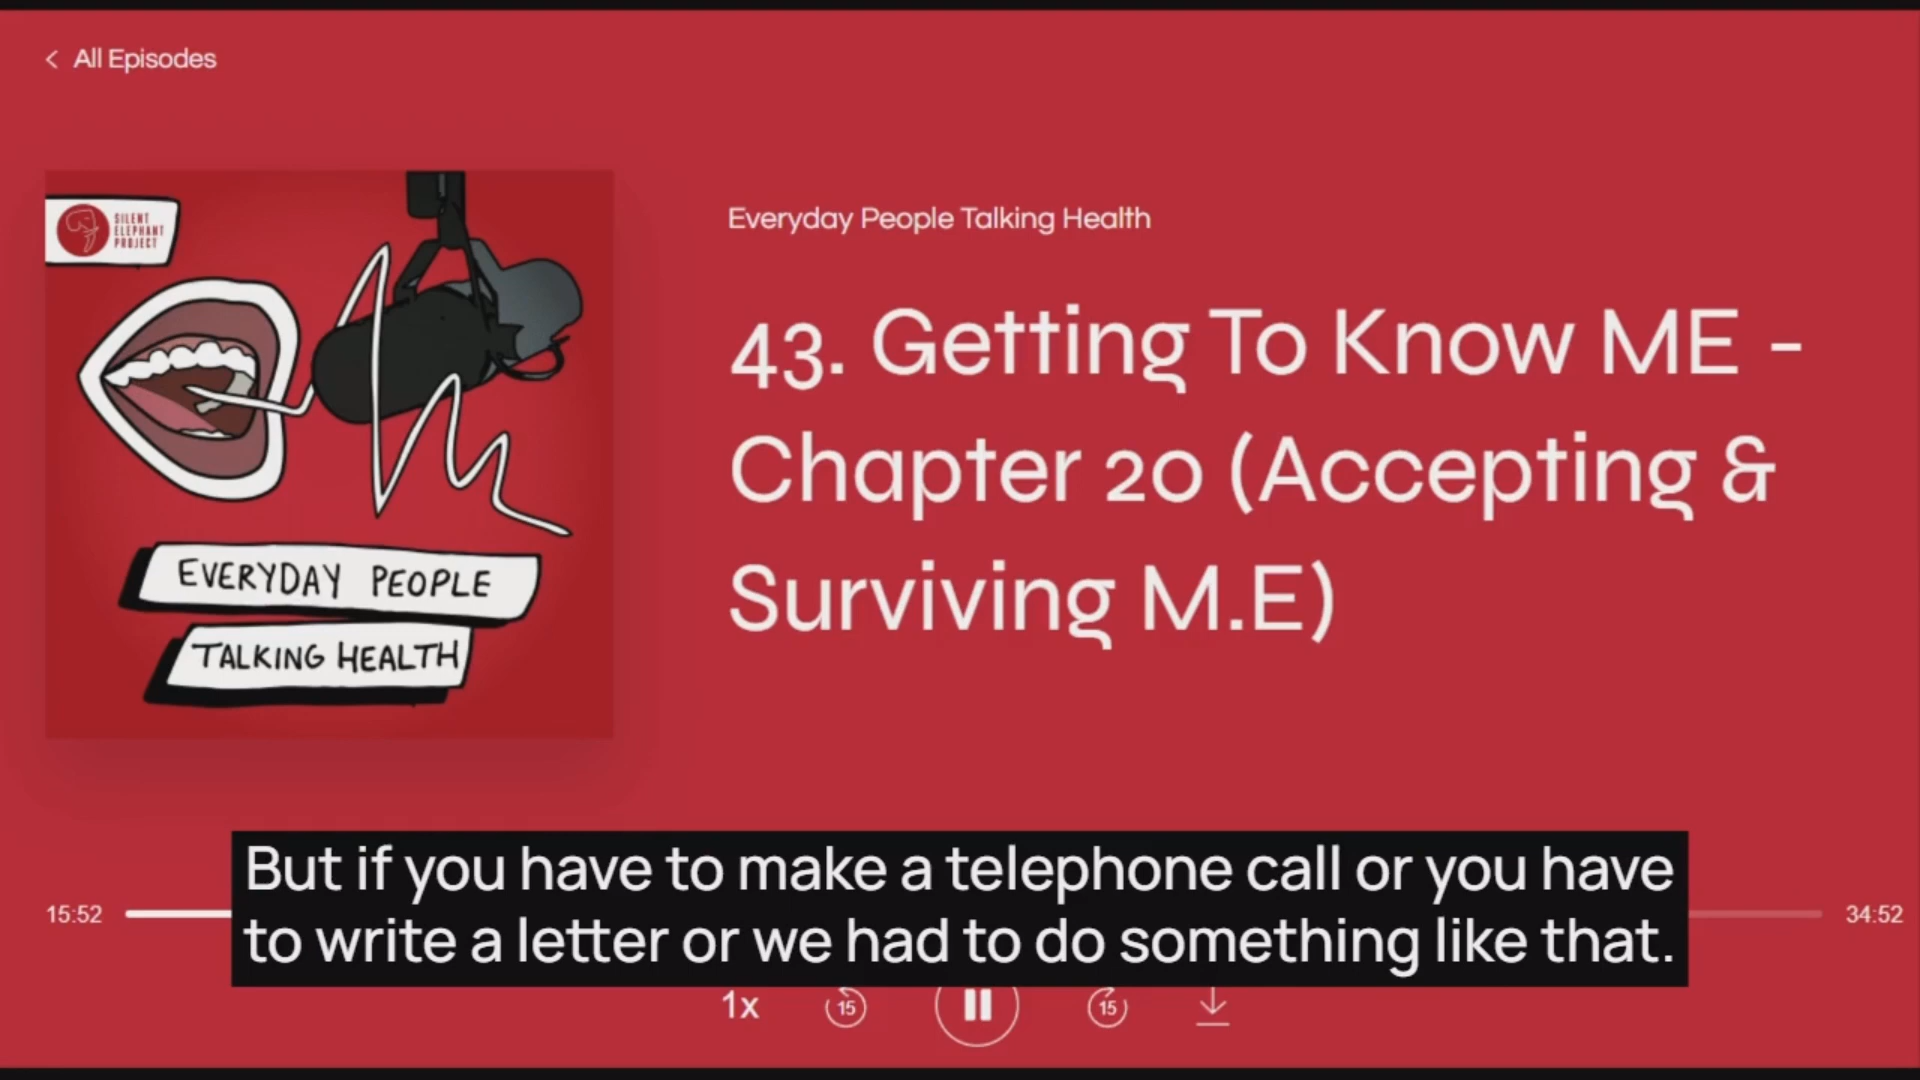 All Episodes
SILENT
ELEPHANT
PROJECT
EVERYDAY PEOPLE
TALKING HEALTH
Everyday People Talking Health
43. Getting To Know ME -
Chapter 20 (Accepting &
Surviving M.E)
But if you have to make a telephone call or you have
to write a letter or we had to do something like that.
15:52
34:52
1x
15
15